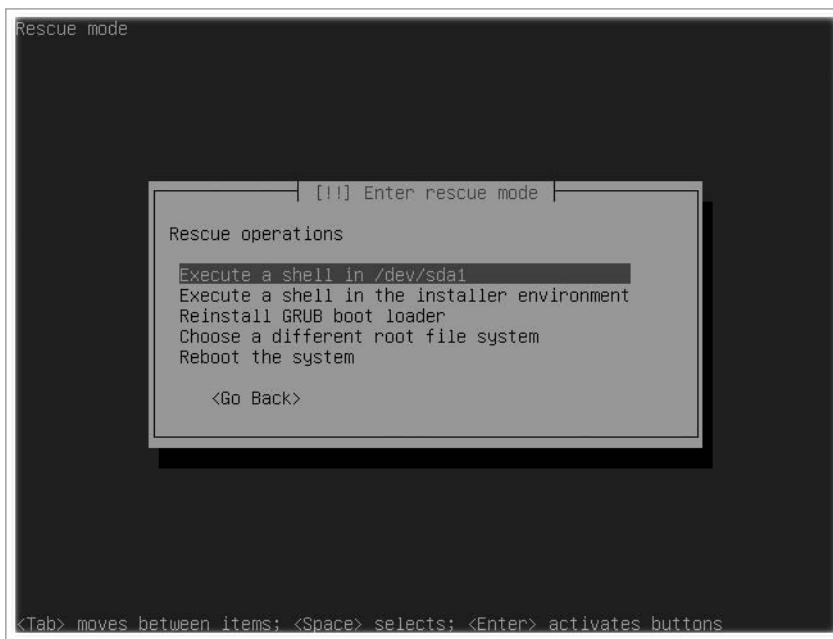 Rescue mode
[!!] Enter rescue mode
Rescue operations
Execute a shell in /dev/sda1
Execute a shell in the installer environment
Reinstall GRUB boot loader
Choose a different root file system
Reboot the system
<Go Back>
<Tab> moves between items; <Space> selects; <Enter> activates buttons